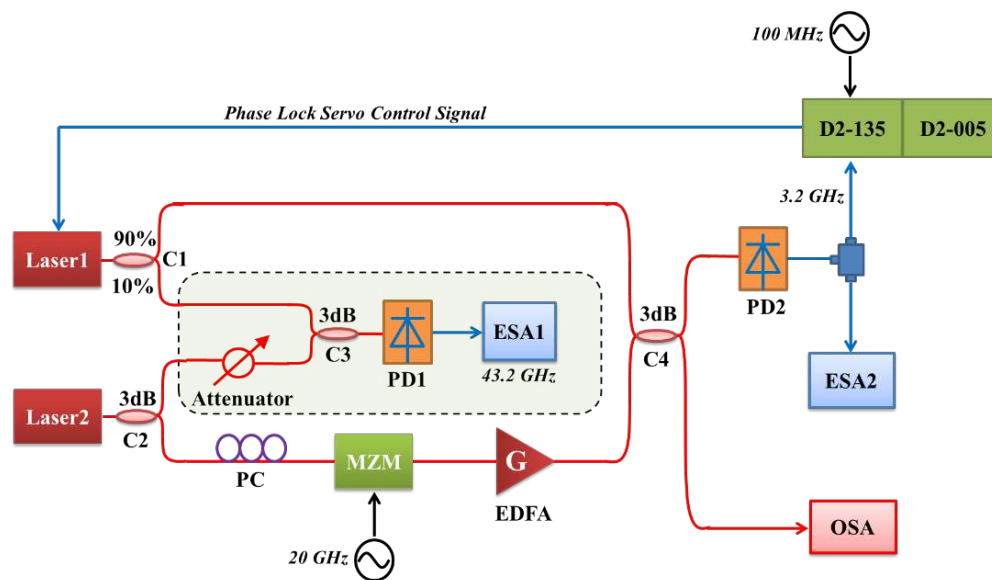 100 MHz
Phase Lock Servo Control Signal
D2-135
D2-005
3.2 GHz
90%
Laser1
C1
10%
3dB
C3
PD1
ESA1
43.2 GHz
Attenuator
3dB
C4
PD2
ESA2
Laser2
3dB
C2
PC
MZM
G
EDFA
OSA
20 GHz